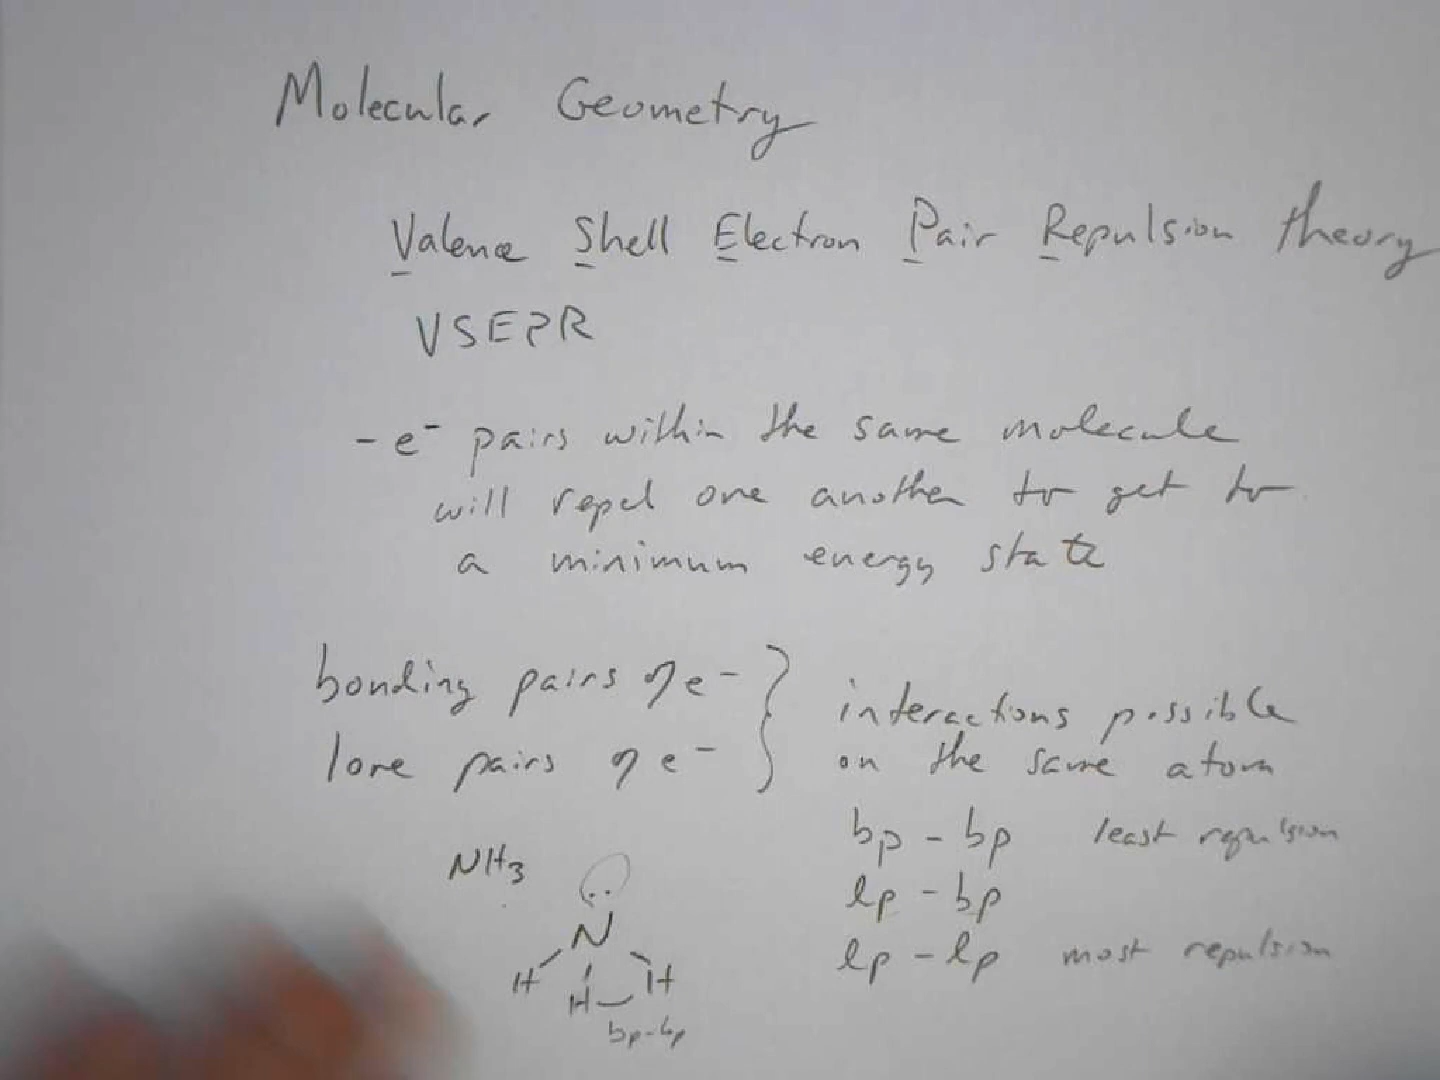 Molecular Geometry
Valence Shell Electron Pair Repulsion theory
VSEPR
- e⁻ pairs within the same molecule
will repel one another to get to
a minimum energy state
bonding pairs of e⁻ } interactions possible
lone pairs of e⁻ on the same atom
bp - bp least repulsion
lp - bp
lp - lp most repulsion
NH₃
..
N
H H H
bp-bp